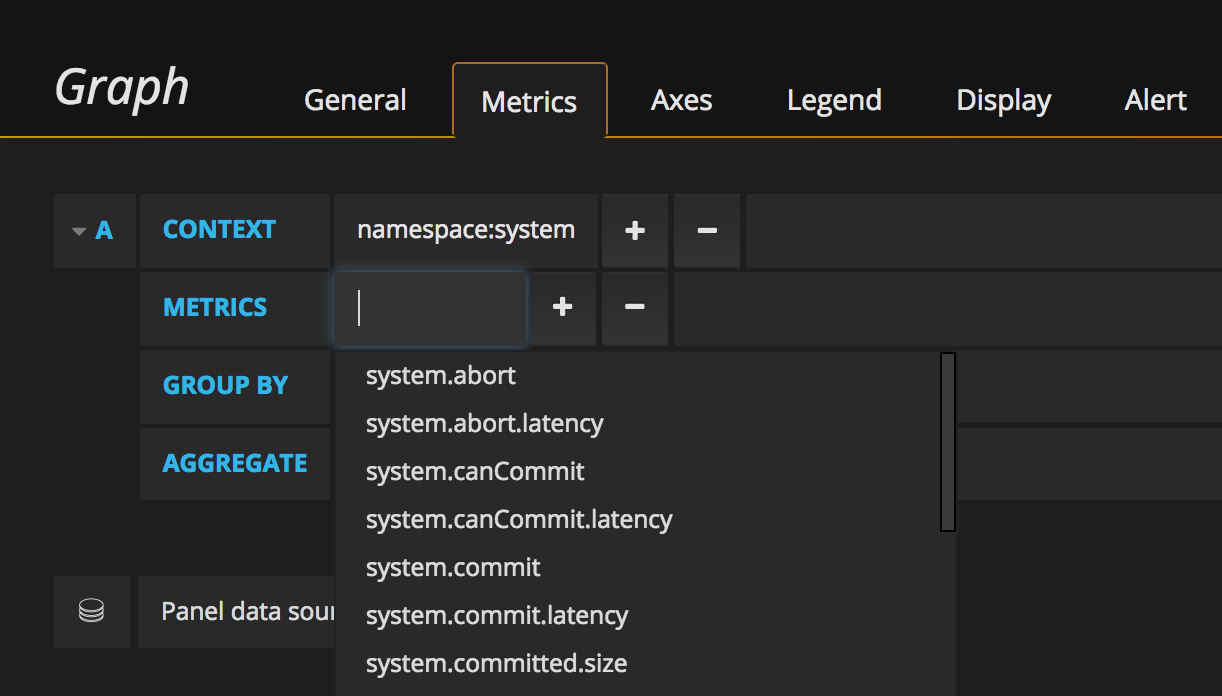 Graph General Metrics Axes Legend Display Alert
A CONTEXT namespace:system + −
METRICS + −
GROUP BY
AGGREGATE
system.abort
system.abort.latency
system.canCommit
system.canCommit.latency
system.commit
system.commit.latency
system.committed.size
Panel data sour